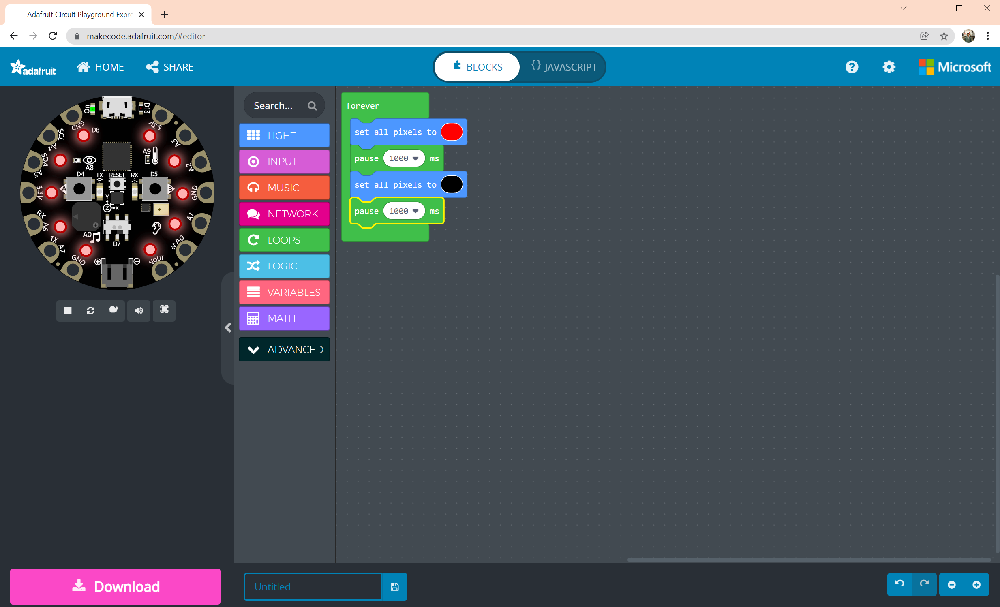 Adafruit Circuit Playground Expre
makecode.adafruit.com/#editor
adafruit
HOME
SHARE
BLOCKS
{} JAVASCRIPT
Microsoft
On
D13
GND
D8
3.3V
SCL
A4
A3
SDA
A5
A8
A9
A2
D4
TX
RESET
RX
D5
3.3V
A
B
GND
Y
Z
X
RX
A6
A1
A0
D7
TX
A7
A0
GND
VOUT
Search...
LIGHT
INPUT
MUSIC
NETWORK
LOOPS
LOGIC
VARIABLES
MATH
ADVANCED
forever
set all pixels to
pause 1000 ms
set all pixels to
pause 1000 ms
Download
Untitled